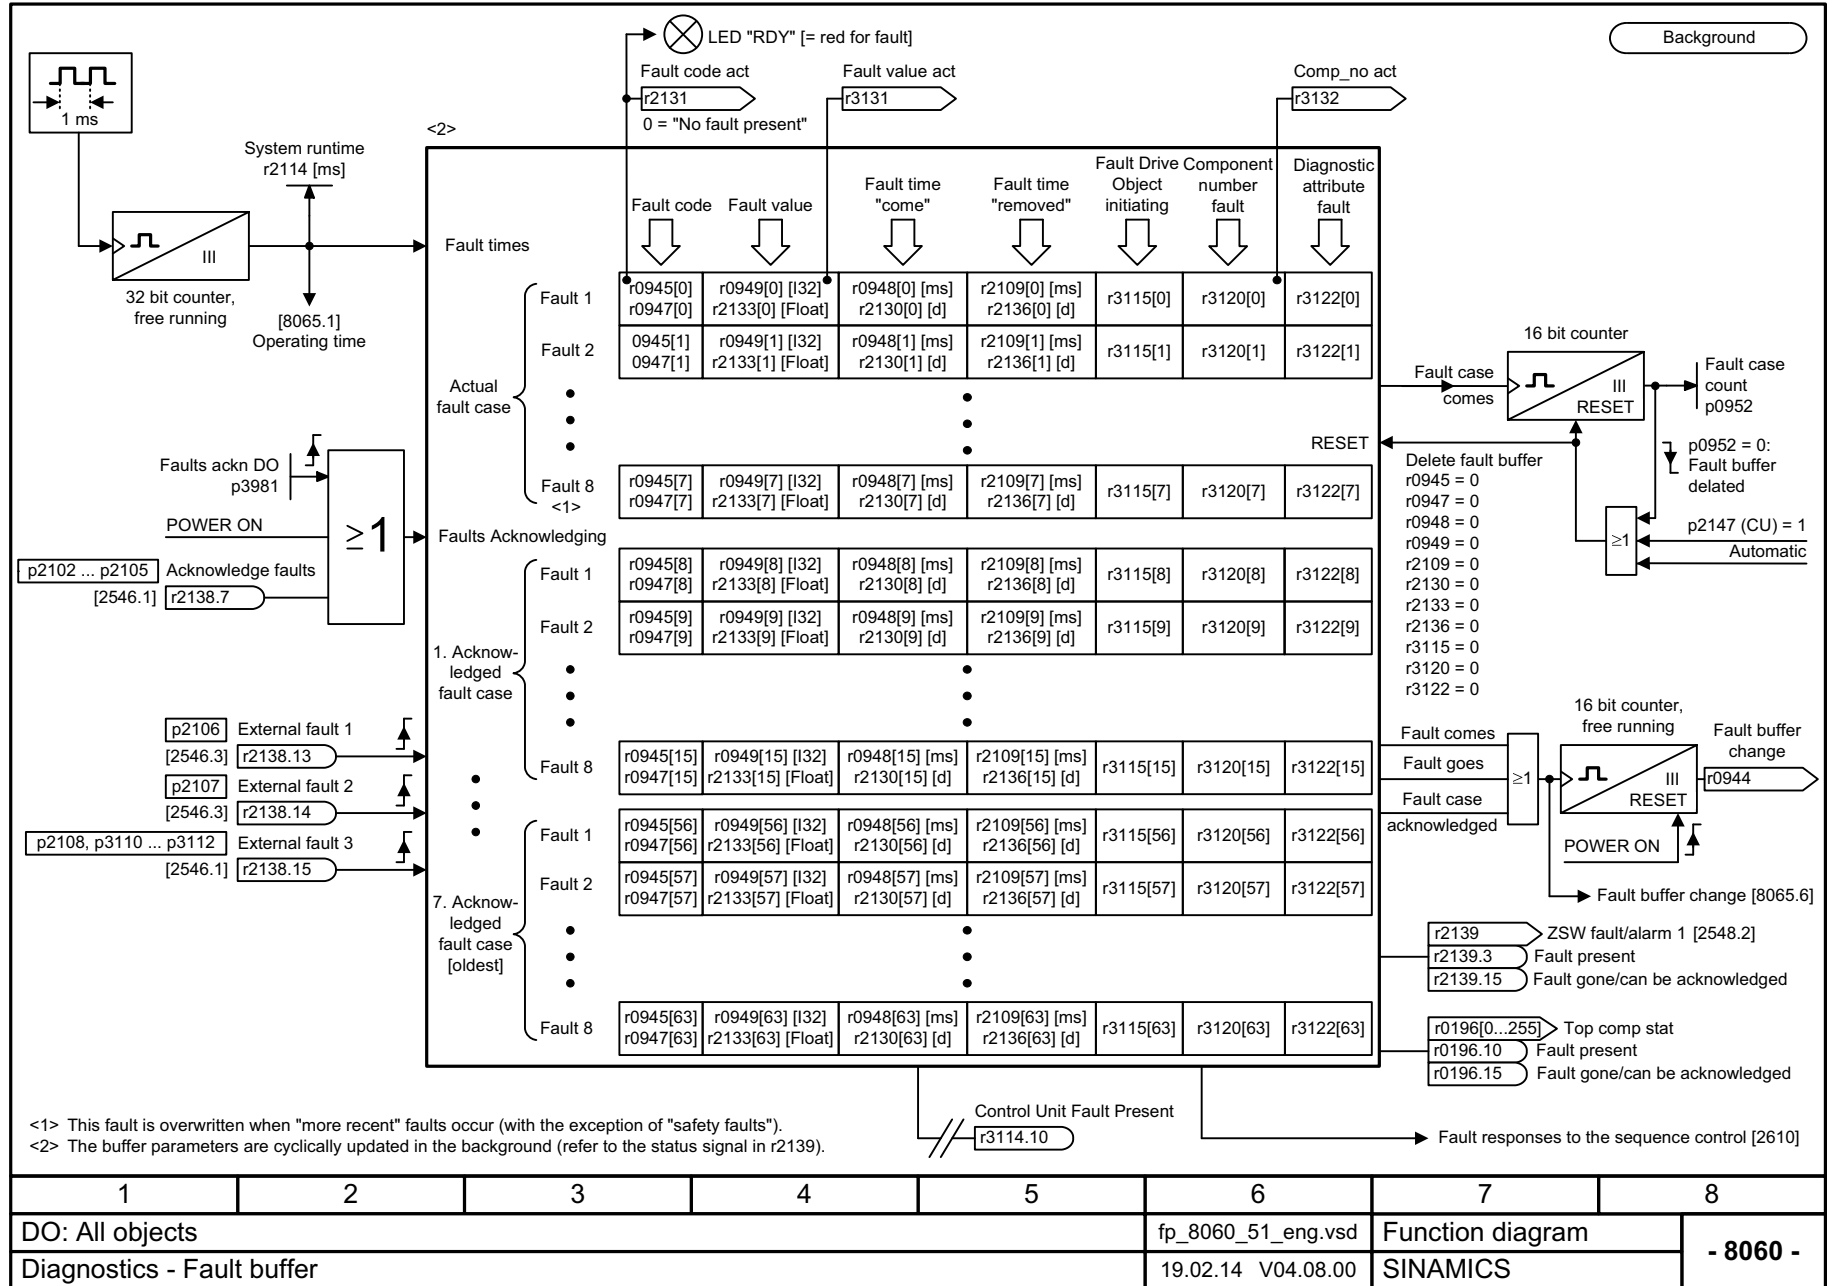 LED "RDY" [= red for fault]
Background
Fault code act
r2131
0 = "No fault present"
Fault value act
r3131
Comp_no act
r3132
1 ms
<2>
System runtime
r2114 [ms]
III
32 bit counter,
free running
[8065.1]
Operating time
Fault times
Fault code
Fault value
Fault time
"come"
Fault time
"removed"
Fault Drive
Object
initiating
Component
number
fault
Diagnostic
attribute
fault
Actual
fault case
Fault 1
r0945[0]
r0947[0]
r0949[0] [I32]
r2133[0] [Float]
r0948[0] [ms]
r2130[0] [d]
r2109[0] [ms]
r2136[0] [d]
r3115[0]
r3120[0]
r3122[0]
Fault 2
0945[1]
0947[1]
r0949[1] [I32]
r2133[1] [Float]
r0948[1] [ms]
r2130[1] [d]
r2109[1] [ms]
r2136[1] [d]
r3115[1]
r3120[1]
r3122[1]
Fault 8
<1>
r0945[7]
r0947[7]
r0949[7] [I32]
r2133[7] [Float]
r0948[7] [ms]
r2130[7] [d]
r2109[7] [ms]
r2136[7] [d]
r3115[7]
r3120[7]
r3122[7]
Faults ackn DO
p3981
POWER ON
p2102 ... p2105
Acknowledge faults
[2546.1]
r2138.7
≥1
Faults Acknowledging
1. Acknow-
ledged
fault case
Fault 1
r0945[8]
r0947[8]
r0949[8] [I32]
r2133[8] [Float]
r0948[8] [ms]
r2130[8] [d]
r2109[8] [ms]
r2136[8] [d]
r3115[8]
r3120[8]
r3122[8]
Fault 2
r0945[9]
r0947[9]
r0949[9] [I32]
r2133[9] [Float]
r0948[9] [ms]
r2130[9] [d]
r2109[9] [ms]
r2136[9] [d]
r3115[9]
r3120[9]
r3122[9]
Fault 8
r0945[15]
r0947[15]
r0949[15] [I32]
r2133[15] [Float]
r0948[15] [ms]
r2130[15] [d]
r2109[15] [ms]
r2136[15] [d]
r3115[15]
r3120[15]
r3122[15]
p2106
External fault 1
[2546.3]
r2138.13
p2107
External fault 2
[2546.3]
r2138.14
p2108, p3110 ... p3112
External fault 3
[2546.1]
r2138.15
7. Acknow-
ledged
fault case
[oldest]
Fault 1
r0945[56]
r0947[56]
r0949[56] [I32]
r2133[56] [Float]
r0948[56] [ms]
r2130[56] [d]
r2109[56] [ms]
r2136[56] [d]
r3115[56]
r3120[56]
r3122[56]
Fault 2
r0945[57]
r0947[57]
r0949[57] [I32]
r2133[57] [Float]
r0948[57] [ms]
r2130[57] [d]
r2109[57] [ms]
r2136[57] [d]
r3115[57]
r3120[57]
r3122[57]
Fault 8
r0945[63]
r0947[63]
r0949[63] [I32]
r2133[63] [Float]
r0948[63] [ms]
r2130[63] [d]
r2109[63] [ms]
r2136[63] [d]
r3115[63]
r3120[63]
r3122[63]
16 bit counter
Fault case
comes
III
RESET
Fault case
count
p0952
RESET
p0952 = 0:
Fault buffer
delated
Delete fault buffer
r0945 = 0
r0947 = 0
r0948 = 0
r0949 = 0
r2109 = 0
r2130 = 0
r2133 = 0
r2136 = 0
r3115 = 0
r3120 = 0
r3122 = 0
≥1
p2147 (CU) = 1
Automatic
16 bit counter,
free running
Fault comes
Fault goes
Fault case
acknowledged
≥1
III
RESET
POWER ON
Fault buffer
change
r0944
Fault buffer change [8065.6]
r2139
ZSW fault/alarm 1 [2548.2]
r2139.3
Fault present
r2139.15
Fault gone/can be acknowledged
r0196[0...255]
Top comp stat
r0196.10
Fault present
r0196.15
Fault gone/can be acknowledged
Control Unit Fault Present
r3114.10
Fault responses to the sequence control [2610]
<1> This fault is overwritten when "more recent" faults occur (with the exception of "safety faults").
<2> The buffer parameters are cyclically updated in the background (refer to the status signal in r2139).
1 2 3 4 5 6 7 8
DO: All objects
fp_8060_51_eng.vsd
Function diagram
- 8060 -
Diagnostics - Fault buffer
19.02.14 V04.08.00
SINAMICS